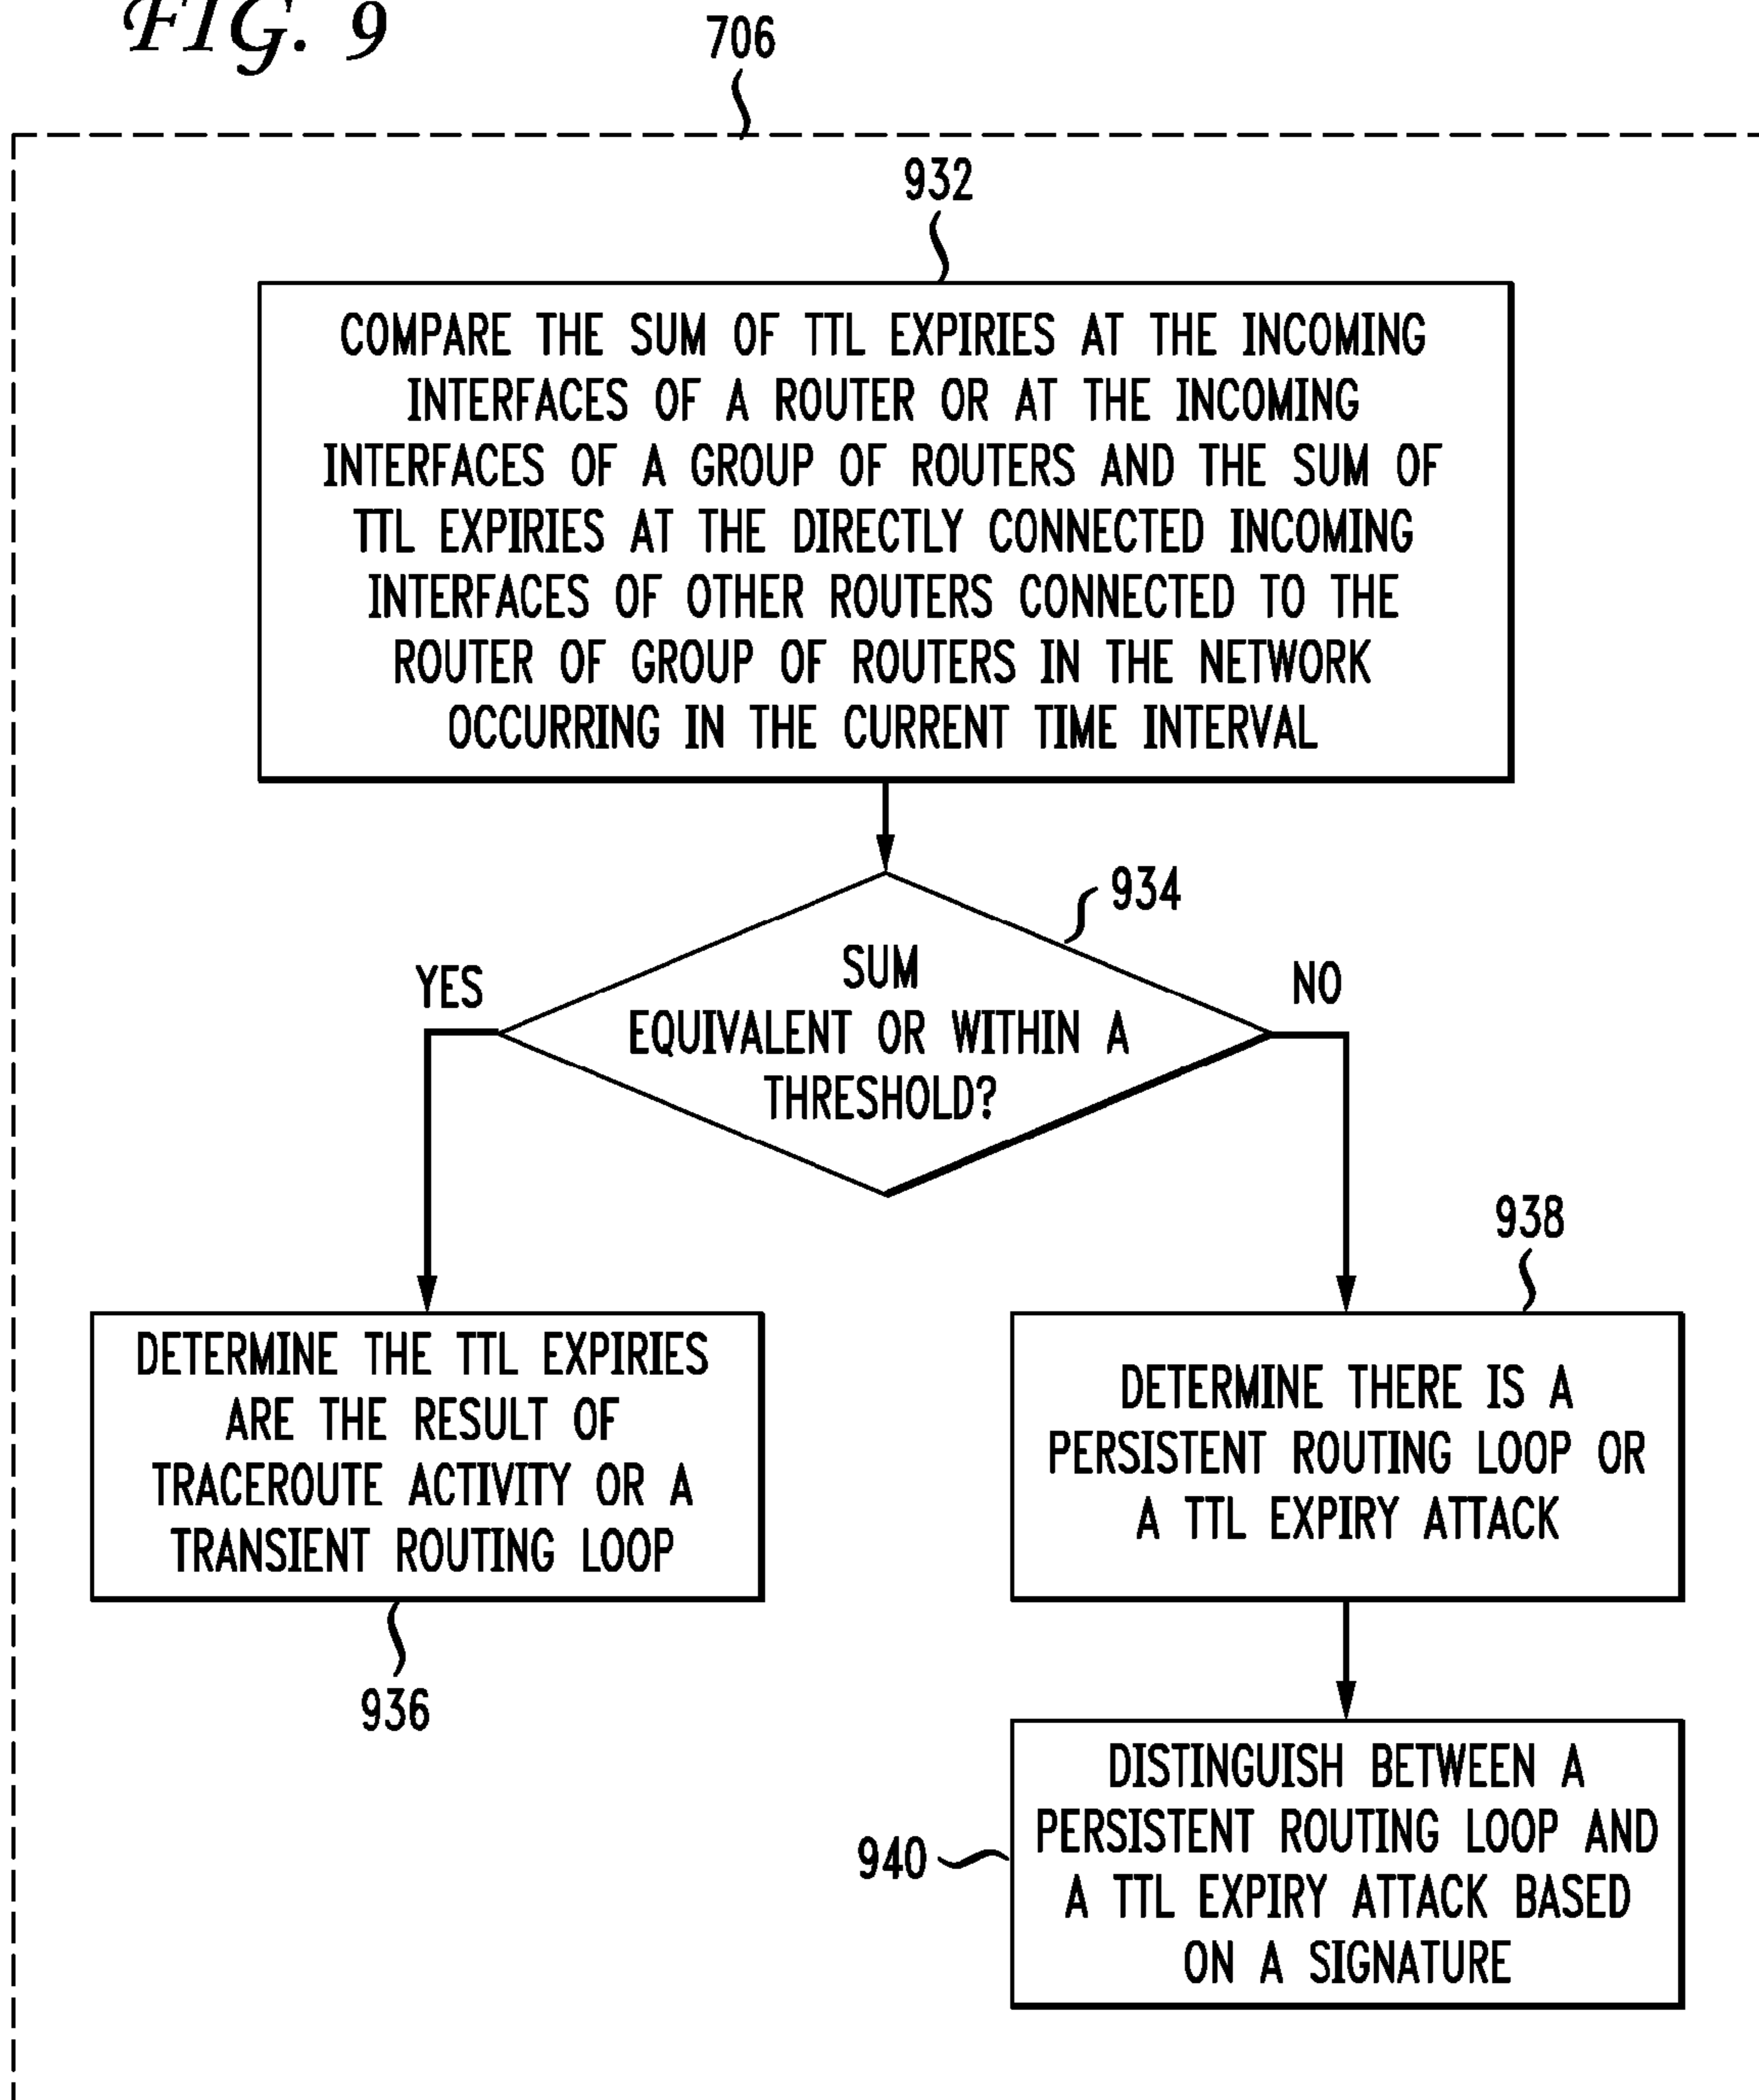 FIG. 9
706
932
COMPARE THE SUM OF TTL EXPIRIES AT THE INCOMING
INTERFACES OF A ROUTER OR AT THE INCOMING
INTERFACES OF A GROUP OF ROUTERS AND THE SUM OF
TTL EXPIRIES AT THE DIRECTLY CONNECTED INCOMING
INTERFACES OF OTHER ROUTERS CONNECTED TO THE
ROUTER OF GROUP OF ROUTERS IN THE NETWORK
OCCURRING IN THE CURRENT TIME INTERVAL
934
SUM
EQUIVALENT OR WITHIN A
THRESHOLD?
YES
NO
DETERMINE THE TTL EXPIRIES
ARE THE RESULT OF
TRACEROUTE ACTIVITY OR A
TRANSIENT ROUTING LOOP
936
938
DETERMINE THERE IS A
PERSISTENT ROUTING LOOP OR
A TTL EXPIRY ATTACK
940
DISTINGUISH BETWEEN A
PERSISTENT ROUTING LOOP AND
A TTL EXPIRY ATTACK BASED
ON A SIGNATURE